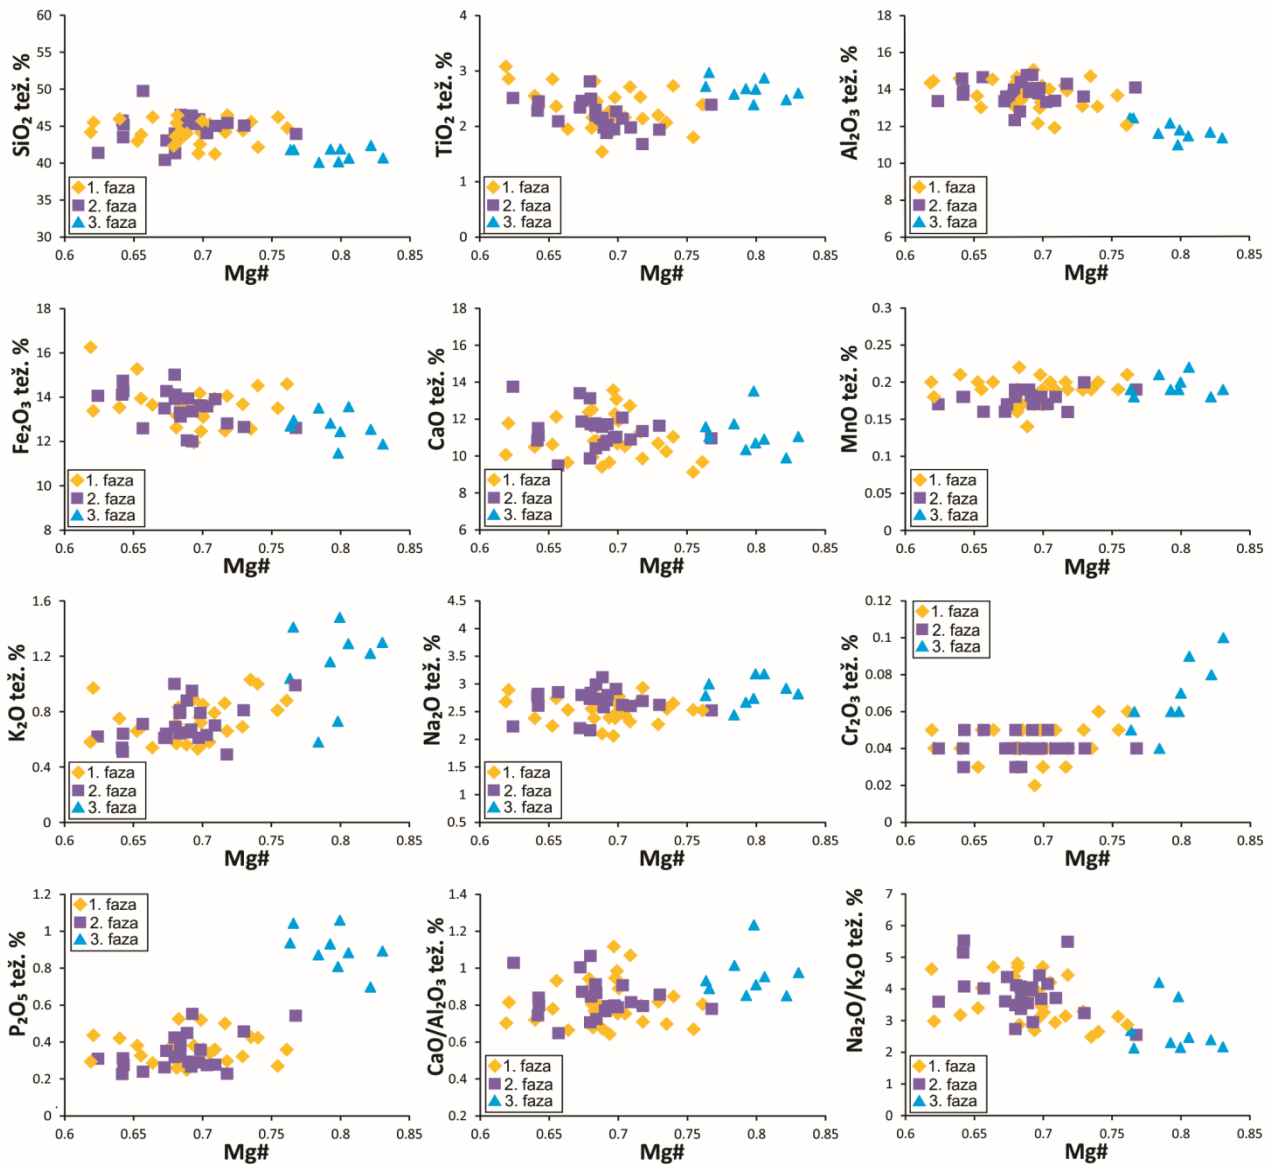 SiO₂ tež. %
60
55
50
45
40
35
30
1. faza
2. faza
3. faza
0.6 0.65 0.7 0.75 0.8 0.85
Mg#
TiO₂ tež. %
4
3
2
1
0
1. faza
2. faza
3. faza
0.6 0.65 0.7 0.75 0.8 0.85
Mg#
Al₂O₃ tež. %
18
16
14
12
10
8
6
1. faza
2. faza
3. faza
0.6 0.65 0.7 0.75 0.8 0.85
Mg#
Fe₂O₃ tež. %
18
16
14
12
10
8
1. faza
2. faza
3. faza
0.6 0.65 0.7 0.75 0.8 0.85
Mg#
CaO tež. %
18
16
14
12
10
8
6
1. faza
2. faza
3. faza
0.6 0.65 0.7 0.75 0.8 0.85
Mg#
MnO tež. %
0.3
0.25
0.2
0.15
0.1
0.05
0
1. faza
2. faza
3. faza
0.6 0.65 0.7 0.75 0.8 0.85
Mg#
K₂O tež. %
1.6
1.2
0.8
0.4
0
1. faza
2. faza
3. faza
0.6 0.65 0.7 0.75 0.8 0.85
Mg#
Na₂O tež. %
4.5
3.5
2.5
1.5
0.5
1. faza
2. faza
3. faza
0.6 0.65 0.7 0.75 0.8 0.85
Mg#
Cr₂O₃ tež. %
0.12
0.1
0.08
0.06
0.04
0.02
0
1. faza
2. faza
3. faza
0.6 0.65 0.7 0.75 0.8 0.85
Mg#
P₂O₅ tež. %
1.2
1
0.8
0.6
0.4
0.2
0
1. faza
2. faza
3. faza
0.6 0.65 0.7 0.75 0.8 0.85
Mg#
CaO/Al₂O₃ tež. %
1.4
1.2
1
0.8
0.6
0.4
0.2
1. faza
2. faza
3. faza
0.6 0.65 0.7 0.75 0.8 0.85
Mg#
Na₂O/K₂O tež. %
7
6
5
4
3
2
1
0
1. faza
2. faza
3. faza
0.6 0.65 0.7 0.75 0.8 0.85
Mg#